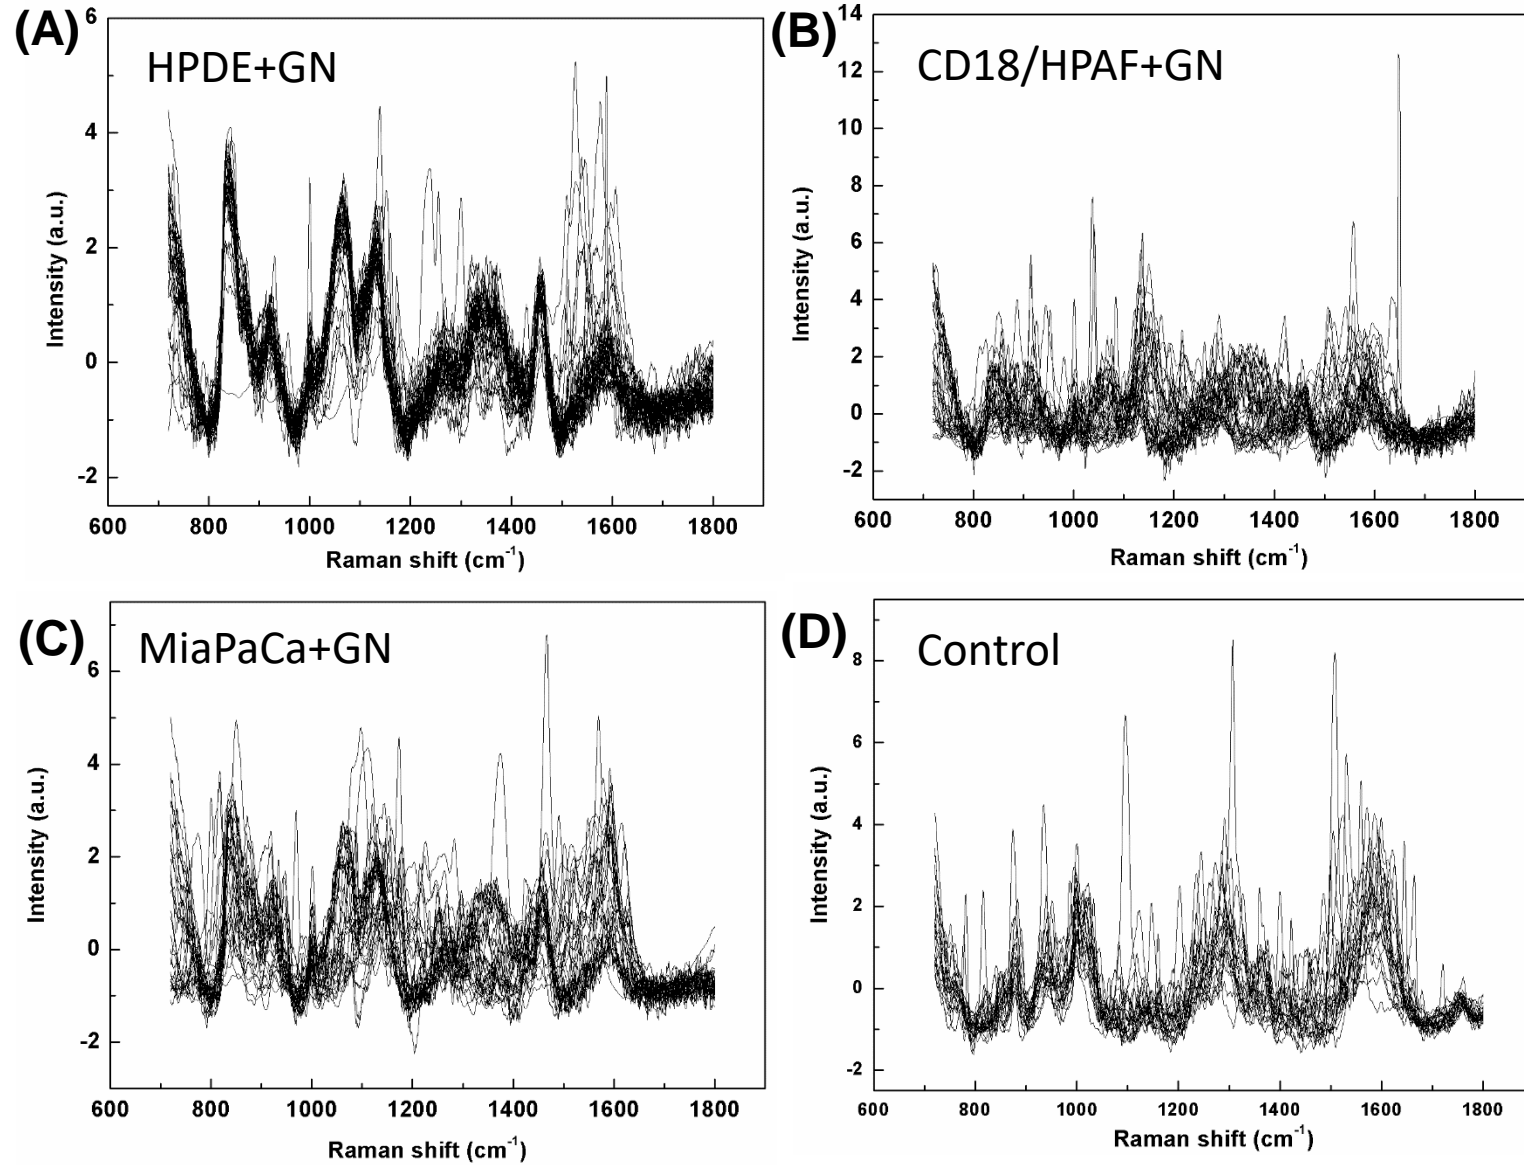 (A)
HPDE+GN
6
4
2
0
-2
600 800 1000 1200 1400 1600 1800
Intensity (a.u.)
Raman shift (cm⁻¹)
(B)
CD18/HPAF+GN
14
12
10
8
6
4
2
0
-2
600 800 1000 1200 1400 1600 1800
Intensity (a.u.)
Raman shift (cm⁻¹)
(C)
MiaPaCa+GN
6
4
2
0
-2
600 800 1000 1200 1400 1600 1800
Intensity (a.u.)
Raman shift (cm⁻¹)
(D)
Control
8
6
4
2
0
-2
600 800 1000 1200 1400 1600 1800
Intensity (a.u.)
Raman shift (cm⁻¹)